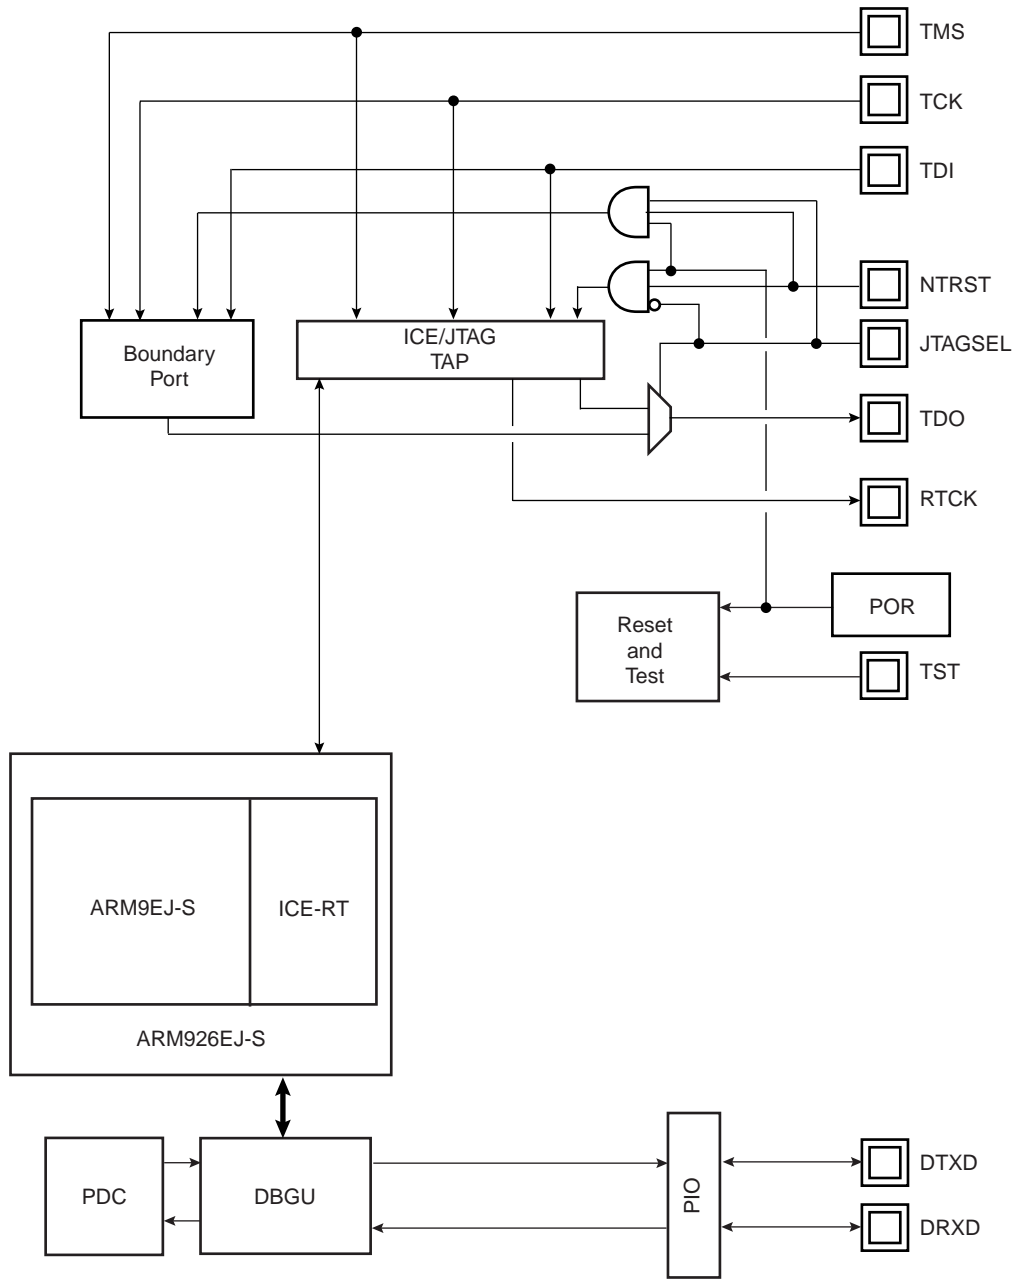 TMS
TCK
TDI
NTRST
ICE/JTAG
TAP
Boundary
Port
JTAGSEL
TDO
RTCK
POR
Reset
and
Test
TST
ARM9EJ-S
ICE-RT
ARM926EJ-S
PDC
DBGU
PIO
DTXD
DRXD